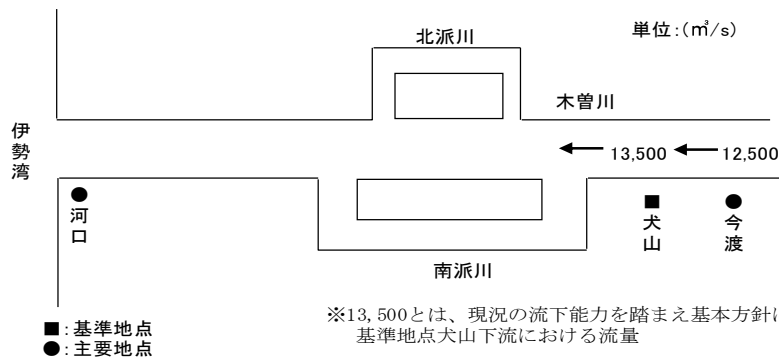 北派川
単位:(㎥/s)
木曽川
伊勢湾
13,500
12,500
河口
犬山
今渡
南派川
※13,500とは、現況の流下能力を踏まえ基本方針に
基準地点犬山下流における流量
■:基準地点
●:主要地点